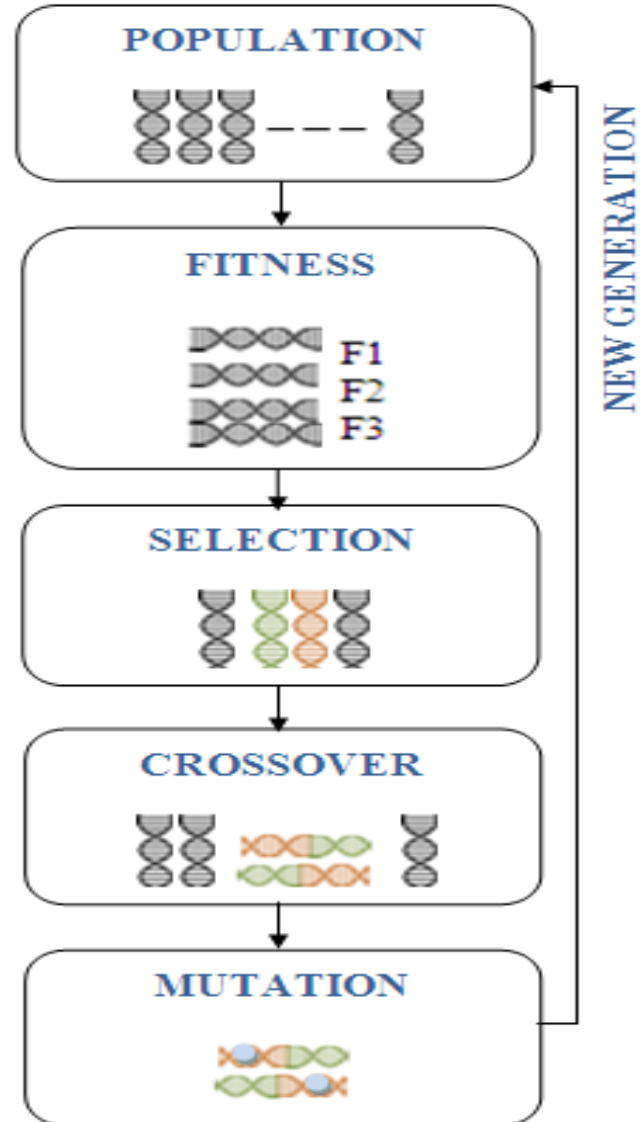 POPULATION
FITNESS
F1
F2
F3
SELECTION
CROSSOVER
MUTATION
NEW GENERATION